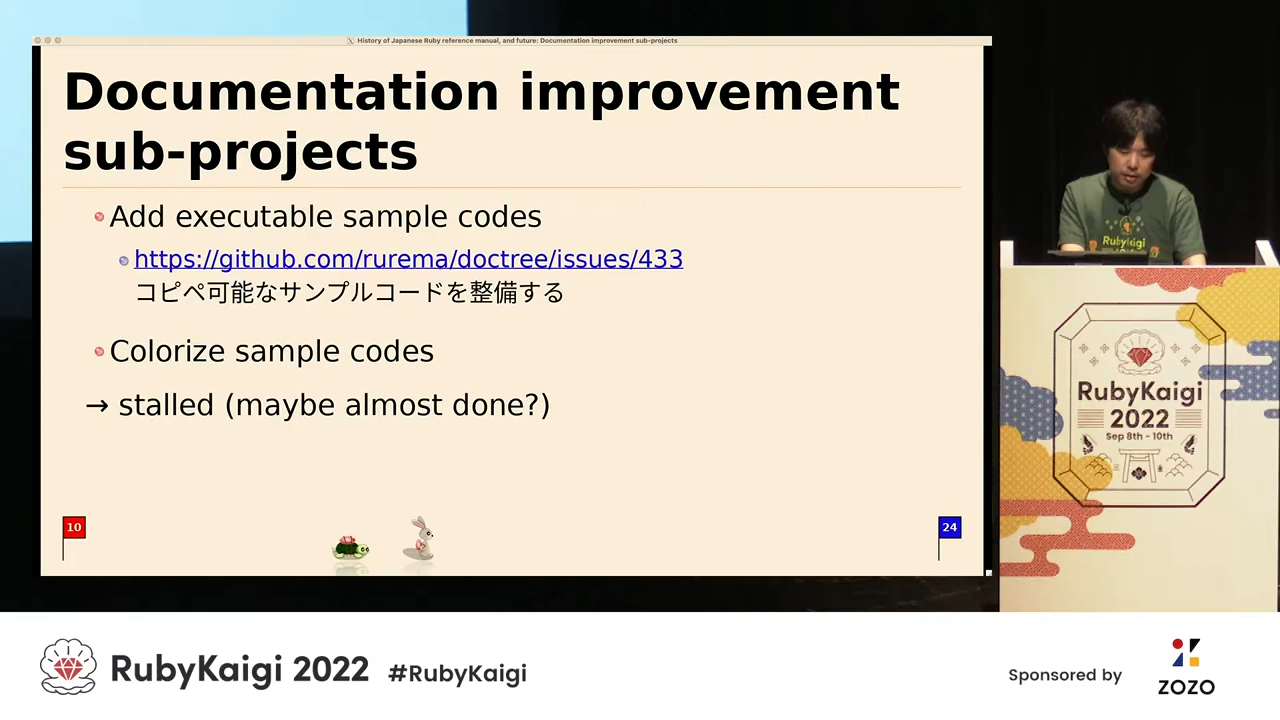 History of Japanese Ruby reference manual, and future: Documentation improvement sub-projects
Documentation improvement
sub-projects
Add executable sample codes
https://github.com/rurema/doctree/issues/433
コピペ可能なサンプルコードを整備する
Colorize sample codes
→ stalled (maybe almost done?)
10
24
RubyKaigi
RubyKaigi
2022
Sep 8th - 10th
RubyKaigi 2022 #RubyKaigi
Sponsored by
ZOZO